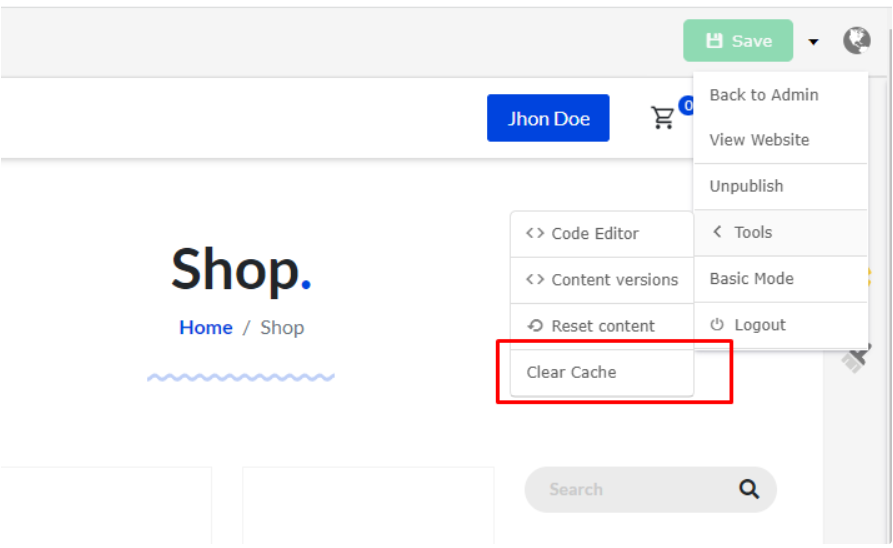 Save
Jhon Doe
0
Back to Admin
View Website
Unpublish
Tools
Basic Mode
Logout
<> Code Editor
<> Content versions
Reset content
Clear Cache
Shop.
Home / Shop
Search